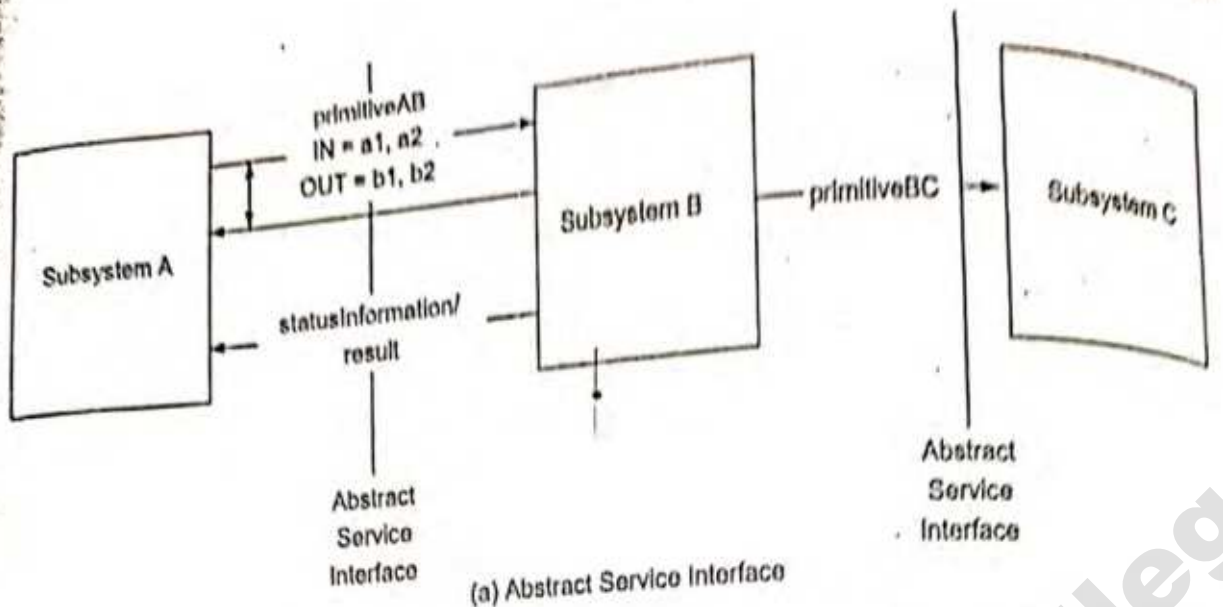 primitiveAB
IN = a1, a2
OUT = b1, b2
Subsystem A
statusInformation/
result
Subsystem B
primitiveBC
Subsystem C
Abstract
Service
Interface
Abstract
Service
Interface
(a) Abstract Service Interface